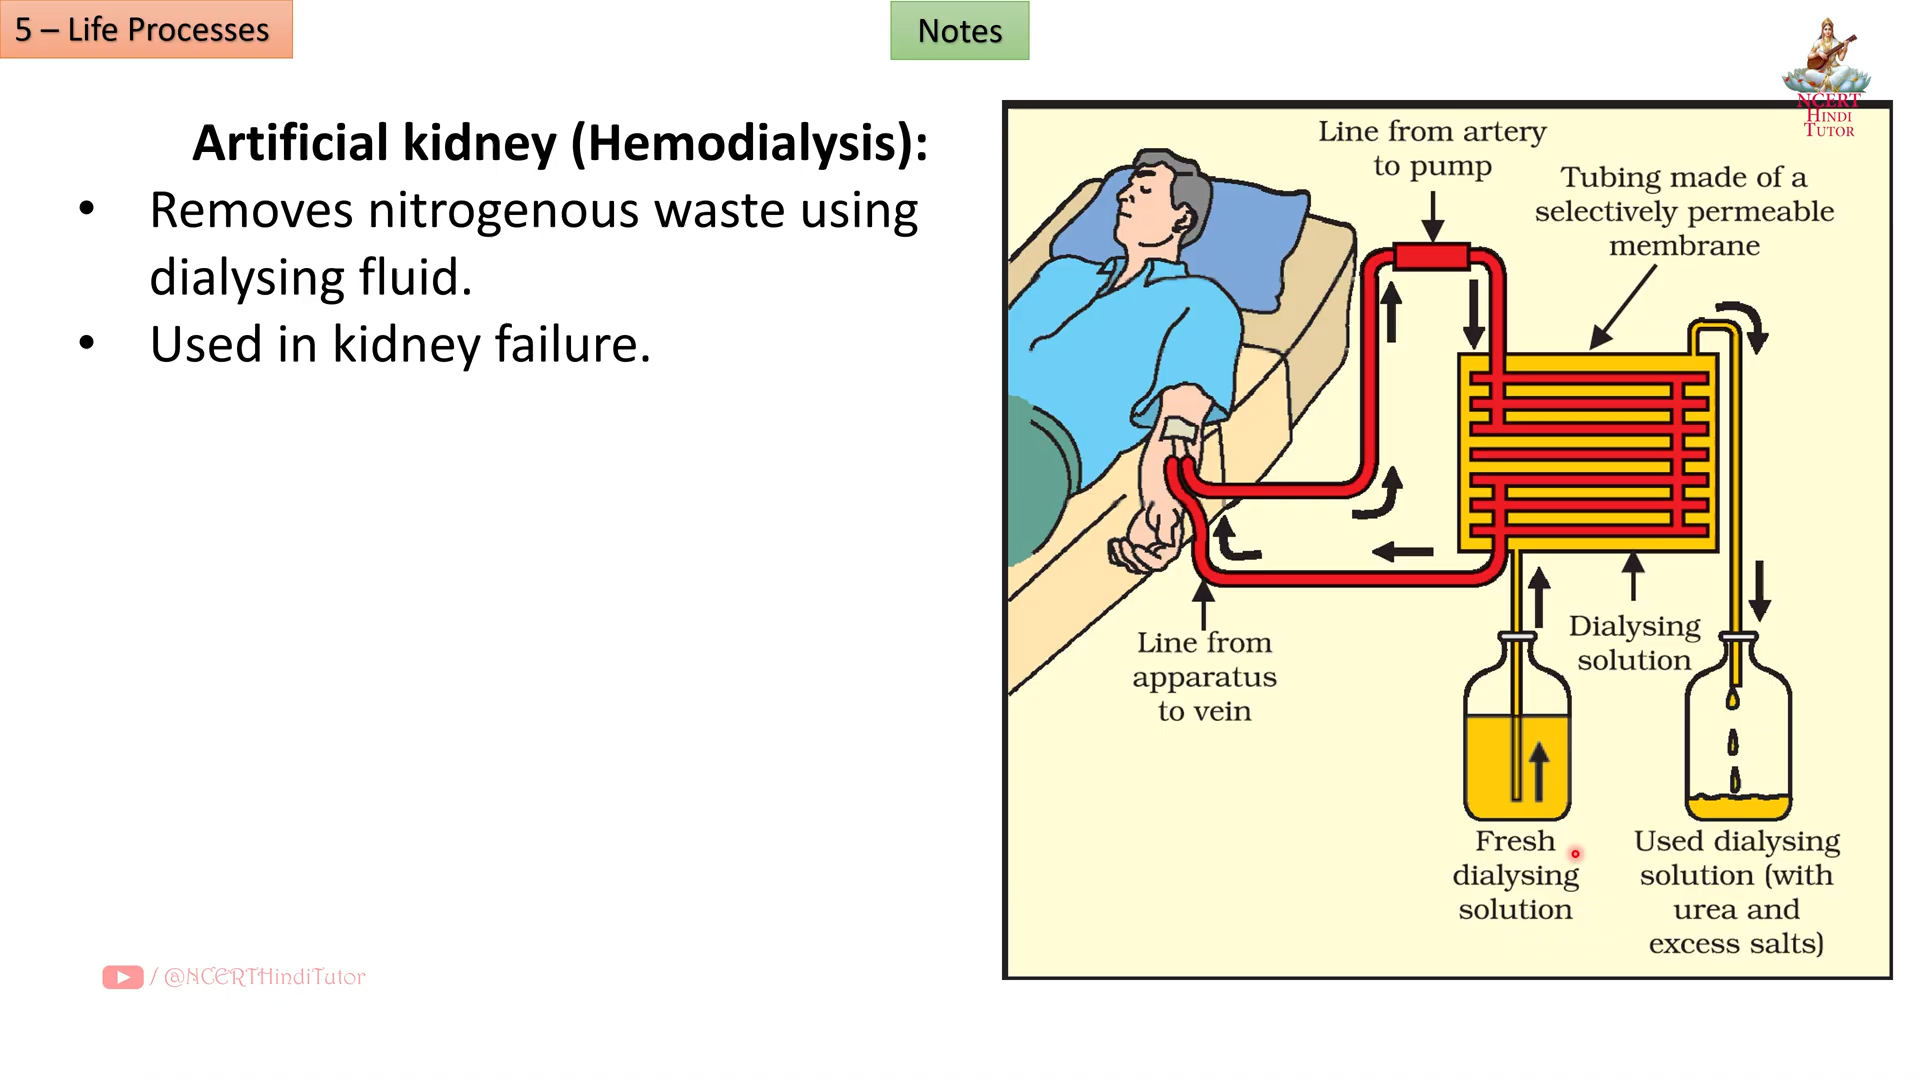 5 – Life Processes
Notes
NCERT
HINDI
TUTOR
Artificial kidney (Hemodialysis):
• Removes nitrogenous waste using
dialysing fluid.
• Used in kidney failure.
Line from artery
to pump
Tubing made of a
selectively permeable
membrane
Line from
apparatus
to vein
Dialysing
solution
Fresh
dialysing
solution
Used dialysing
solution (with
urea and
excess salts)
/ @NCERTHindiTutor